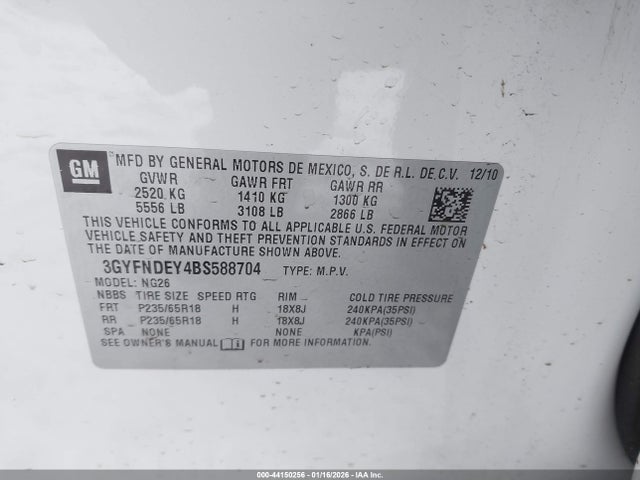 GM
MFD BY GENERAL MOTORS DE MEXICO, S. DE R.L. DE C.V. 12/10
GVWR GAWR FRT GAWR RR
2520 KG 1410 KG 1300 KG
5556 LB 3108 LB 2866 LB
THIS VEHICLE CONFORMS TO ALL APPLICABLE U.S. FEDERAL MOTOR
VEHICLE SAFETY AND THEFT PREVENTION STANDARDS IN EFFECT ON
THE DATE OF MANUFACTURE SHOWN ABOVE.
3GYFNDEY4BS588704 TYPE: M.P.V.
MODEL: NG26
NBBS TIRE SIZE SPEED RTG RIM COLD TIRE PRESSURE
FRT P235/65R18 H 18X8J 240KPA(35PSI)
RR P235/65R18 H 18X8J 240KPA(35PSI)
SPA NONE NONE KPA(PSI)
SEE OWNER'S MANUAL FOR MORE INFORMATION.
000-44150256 - 01/16/2026 - IAAI.COM